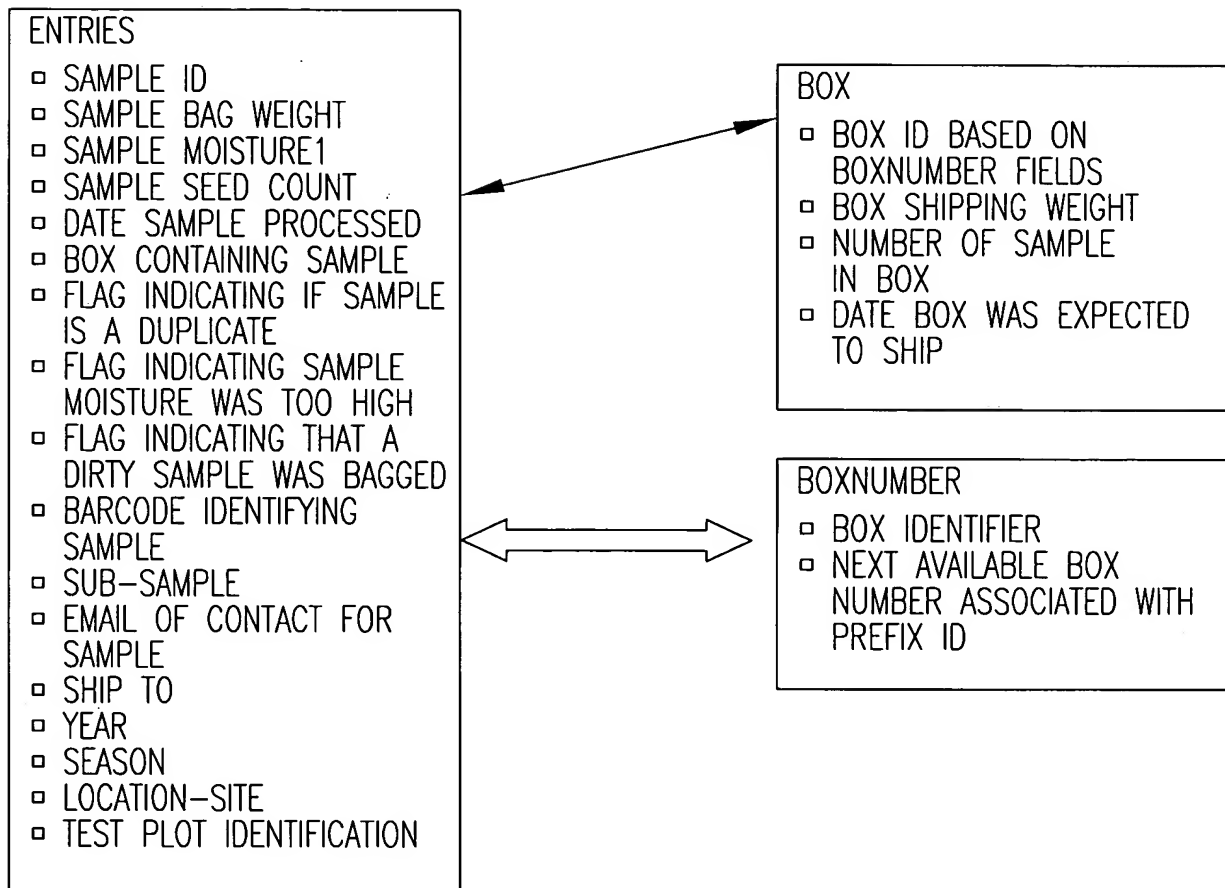 ENTRIES
▫ SAMPLE ID
▫ SAMPLE BAG WEIGHT
▫ SAMPLE MOISTURE1
▫ SAMPLE SEED COUNT
▫ DATE SAMPLE PROCESSED
▫ BOX CONTAINING SAMPLE
▫ FLAG INDICATING IF SAMPLE
IS A DUPLICATE
▫ FLAG INDICATING SAMPLE
MOISTURE WAS TOO HIGH
▫ FLAG INDICATING THAT A
DIRTY SAMPLE WAS BAGGED
▫ BARCODE IDENTIFYING
SAMPLE
▫ SUB-SAMPLE
▫ EMAIL OF CONTACT FOR
SAMPLE
▫ SHIP TO
▫ YEAR
▫ SEASON
▫ LOCATION-SITE
▫ TEST PLOT IDENTIFICATION
BOX
▫ BOX ID BASED ON
BOXNUMBER FIELDS
▫ BOX SHIPPING WEIGHT
▫ NUMBER OF SAMPLE
IN BOX
▫ DATE BOX WAS EXPECTED
TO SHIP
BOXNUMBER
▫ BOX IDENTIFIER
▫ NEXT AVAILABLE BOX
NUMBER ASSOCIATED WITH
PREFIX ID